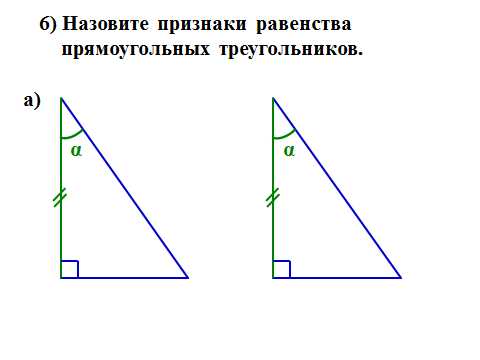 6) Назовите признаки равенства
прямоугольных треугольников.
а)
α α